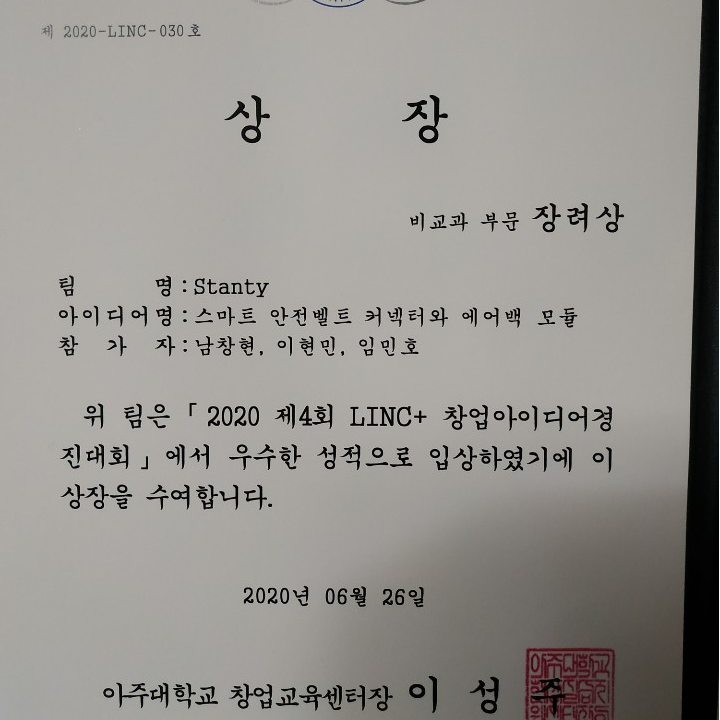 제 2020-LINC-030호
상 장
비교과 부문 장려상
팀 명 : Stanty
아이디어명 : 스마트 안전벨트 커넥터와 에어백 모듈
참 가 자 : 남창현, 이현민, 임민호
위 팀은 「 2020 제4회 LINC+ 창업아이디어경
진대회」에서 우수한 성적으로 입상하였기에 이
상장을 수여합니다.
2020년 06월 26일
아주대학교 창업교육센터장 이 성 주